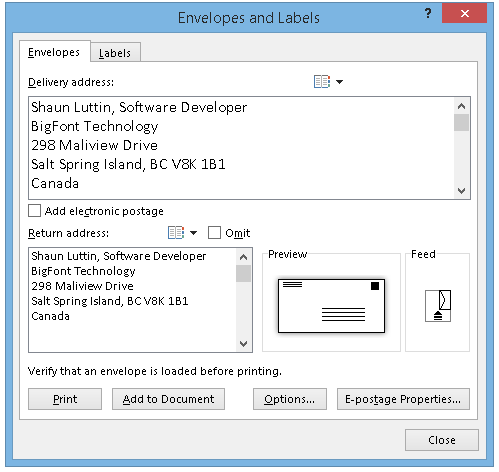 Envelopes and Labels
?
Envelopes
Labels
Delivery address:
Shaun Luttin, Software Developer
BigFont Technology
298 Maliview Drive
Salt Spring Island, BC V8K 1B1
Canada
Add electronic postage
Return address:
Omit
Shaun Luttin, Software Developer
BigFont Technology
298 Maliview Drive
Salt Spring Island, BC V8K 1B1
Canada
Preview
Feed
Verify that an envelope is loaded before printing.
Print
Add to Document
Options...
E-postage Properties...
Close